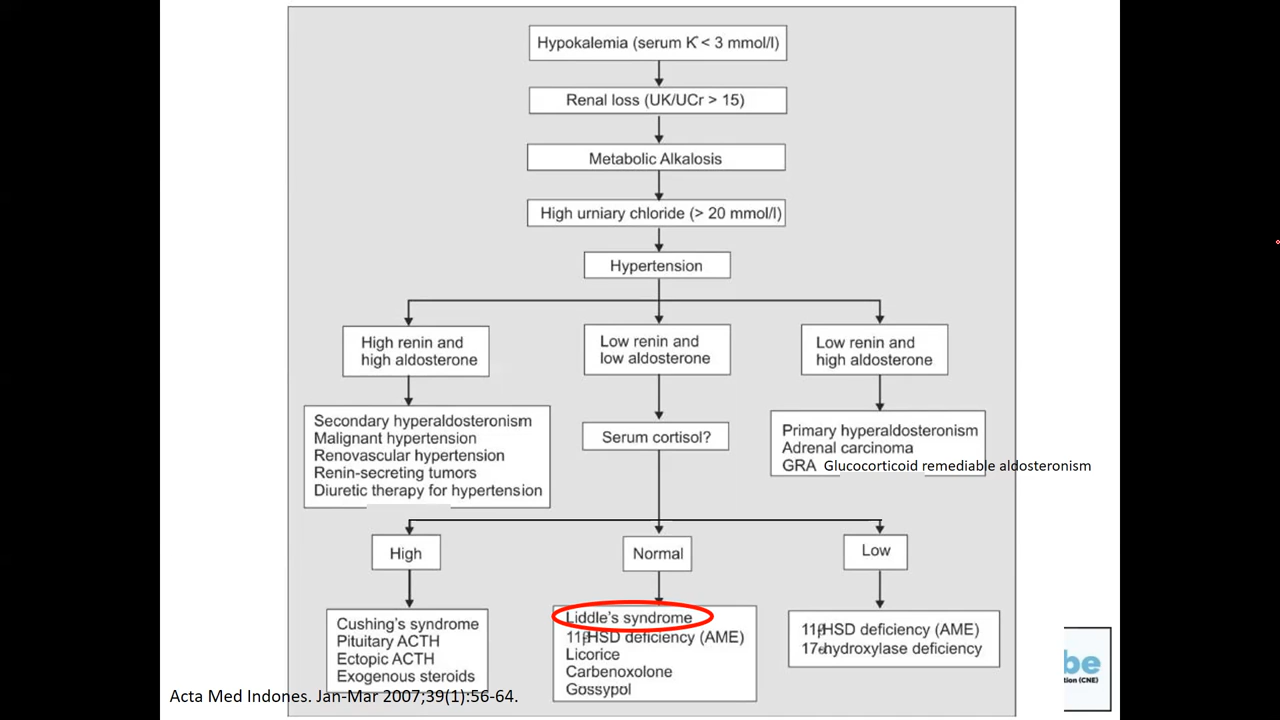 Hypokalemia (serum K⁻ < 3 mmol/l)
Renal loss (UK/UCr > 15)
Metabolic Alkalosis
High urniary chloride (> 20 mmol/l)
Hypertension
High renin and
high aldosterone
Low renin and
low aldosterone
Low renin and
high aldosterone
Secondary hyperaldosteronism
Malignant hypertension
Renovascular hypertension
Renin-secreting tumors
Diuretic therapy for hypertension
Serum cortisol?
Primary hyperaldosteronism
Adrenal carcinoma
GRA Glucocorticoid remediable aldosteronism
High
Normal
Low
Cushing's syndrome
Pituitary ACTH
Ectopic ACTH
Exogenous steroids
Liddle's syndrome
11βHSD deficiency (AME)
Licorice
Carbenoxolone
Gossypol
11βHSD deficiency (AME)
17αhydroxylase deficiency
Acta Med Indones. Jan-Mar 2007;39(1):56-64.
be
tion (CNE)